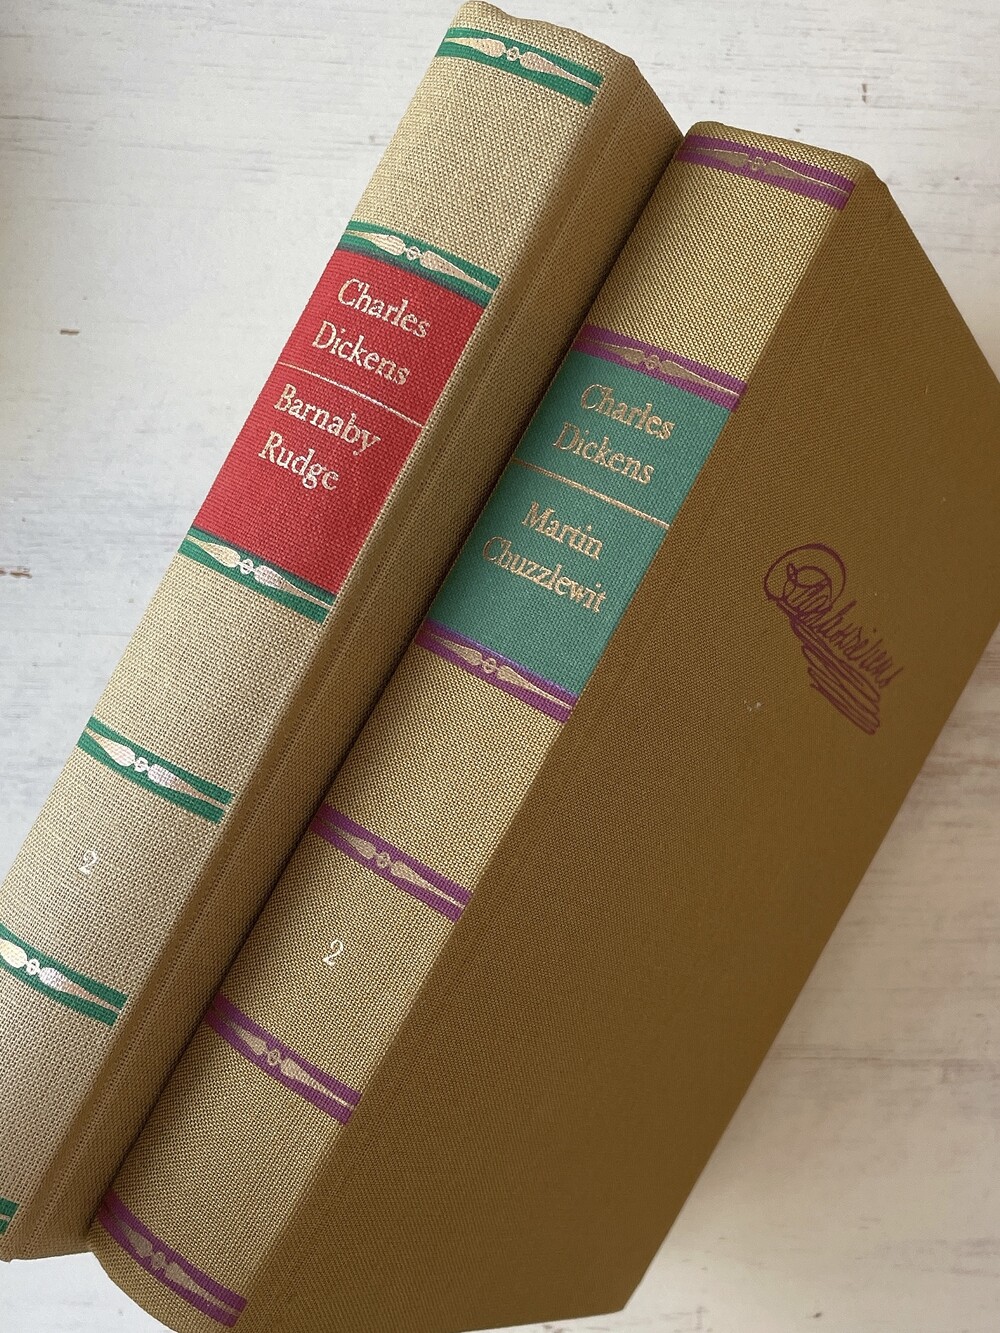 Charles
Dickens
Barnaby
Rudge
2
Charles
Dickens
Martin
Chuzzlewit
2